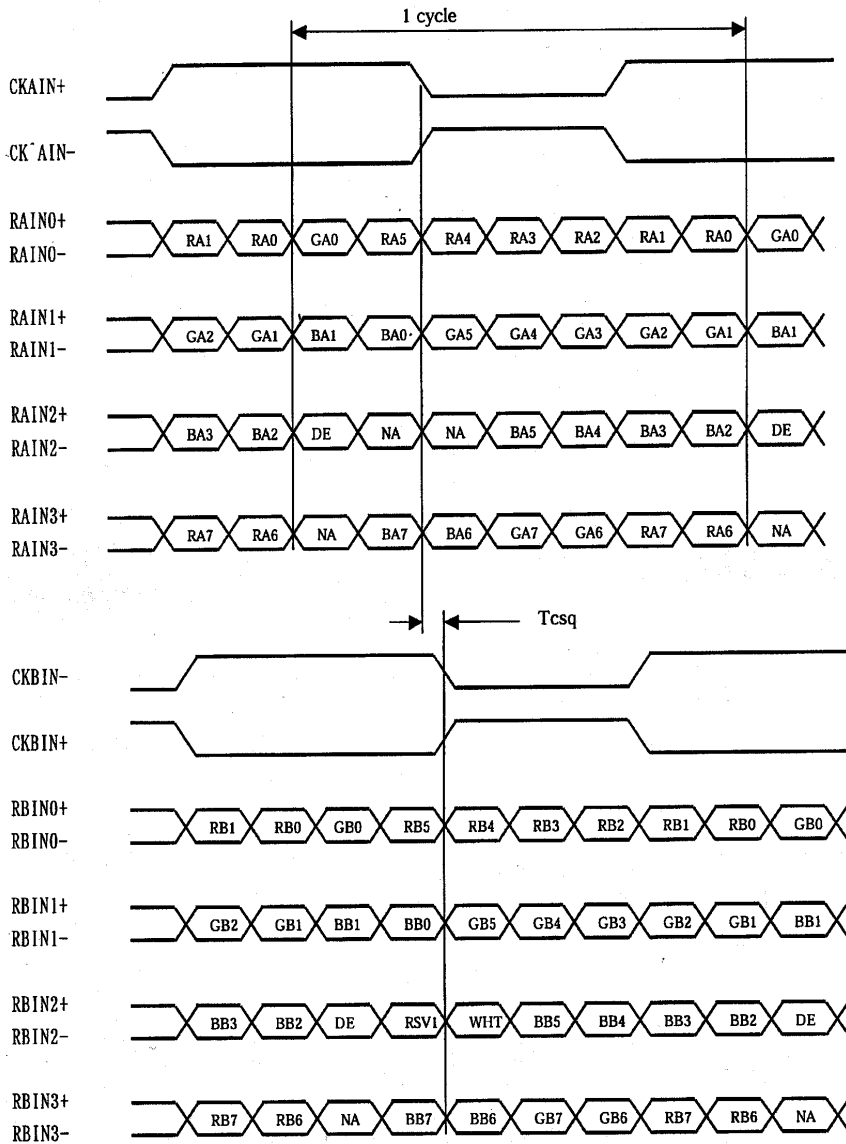 1 cycle
CKAIN+
CK^AIN-
RAIN0+
RA1 RA0 GA0 RA5 RA4 RA3 RA2 RA1 RA0 GA0
RAIN0-
RAIN1+
GA2 GA1 BA1 BA0 GA5 GA4 GA3 GA2 GA1 BA1
RAIN1-
RAIN2+
BA3 BA2 DE NA NA BA5 BA4 BA3 BA2 DE
RAIN2-
RAIN3+
RA7 RA6 NA BA7 BA6 GA7 GA6 RA7 RA6 NA
RAIN3-
Tcsq
CKBIN-
CKBIN+
RBIN0+
RB1 RB0 GB0 RB5 RB4 RB3 RB2 RB1 RB0 GB0
RBIN0-
RBIN1+
GB2 GB1 BB1 BB0 GB5 GB4 GB3 GB2 GB1 BB1
RBIN1-
RBIN2+
BB3 BB2 DE RSV1 WHT BB5 BB4 BB3 BB2 DE
RBIN2-
RBIN3+
RB7 RB6 NA BB7 BB6 GB7 GB6 RB7 RB6 NA
RBIN3-